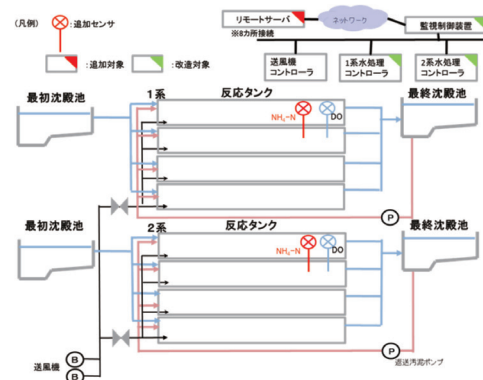 (凡例)
:追加センサ
:追加対象
:改造対象
リモートサーバ
※8カ所接続
ネットワーク
監視制御装置
送風機
コントローラ
1系水処理
コントローラ
2系水処理
コントローラ
最初沈殿池
1系
反応タンク
最終沈殿池
NH₄-N
DO
P
最初沈殿池
2系
反応タンク
最終沈殿池
NH₄-N
DO
P
返送汚泥ポンプ
送風機
B
B